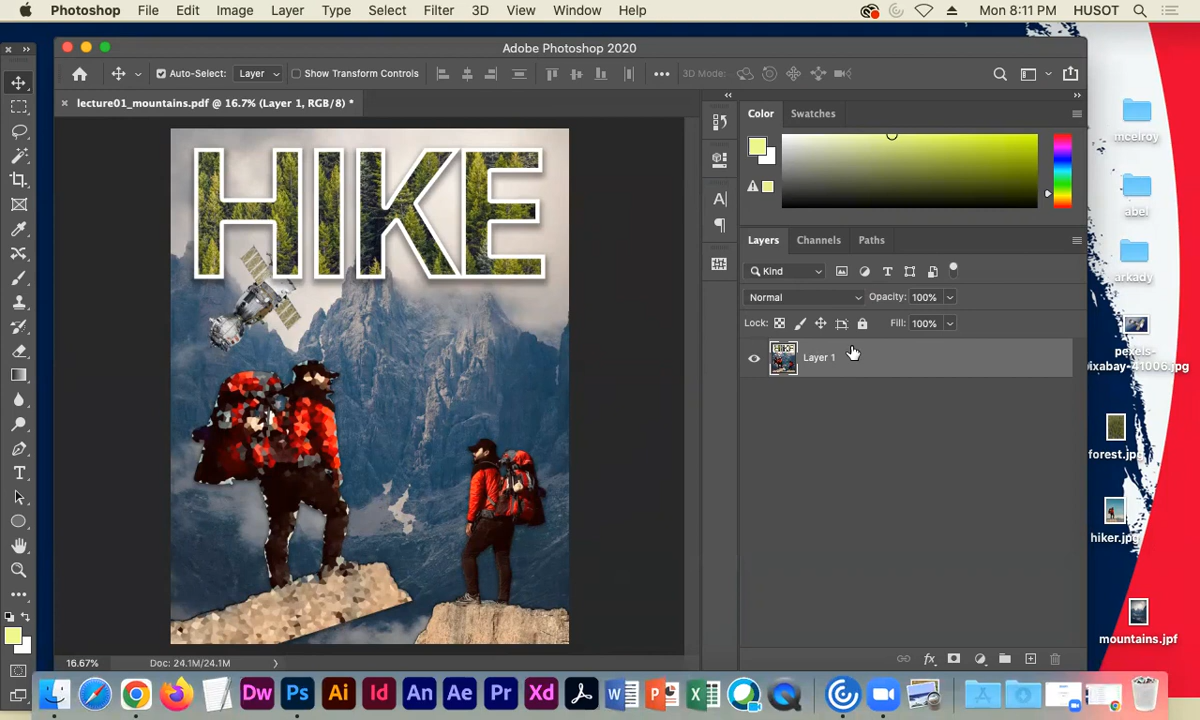 Photoshop File Edit Image Layer Type Select Filter 3D View Window Help Mon 8:11 PM HUSOT
Adobe Photoshop 2020
Auto-Select: Layer Show Transform Controls 3D Mode:
lecture01_mountains.pdf @ 16.7% (Layer 1, RGB/8) *
Color Swatches
HIKE
Layers Channels Paths
Kind
Normal Opacity: 100%
Lock: Fill: 100%
Layer 1
mcelroy
abel
arkady
pexels-
ixabay-41006.jpg
forest.jpg
hiker.jpg
mountains.jpf
16.67% Doc: 24.1M/24.1M
Dw Ps Ai Id An Ae Pr Xd